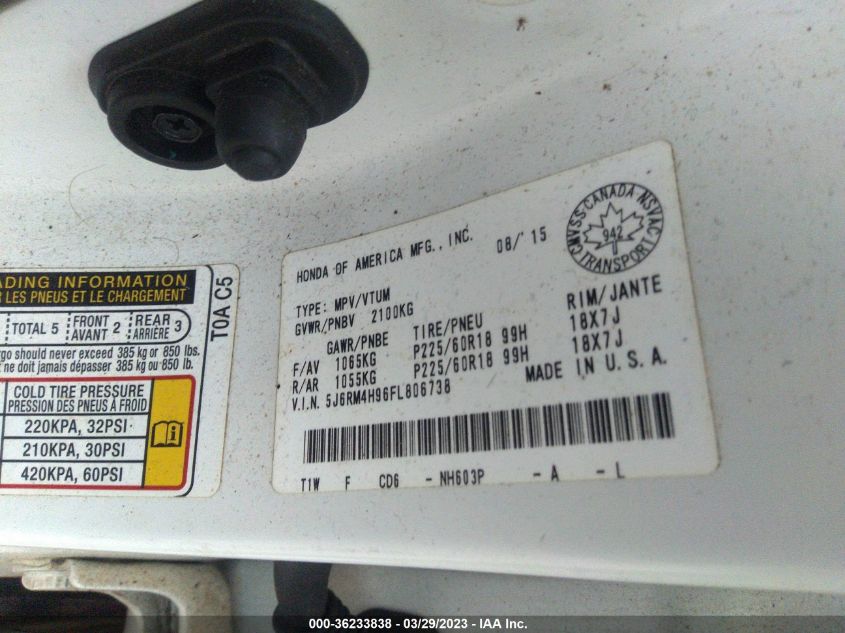 HONDA OF AMERICA MFG., INC. 08/'15
CMVSS-CANADA NSVAC
942
TRANSPORT
TYPE: MPV/VTUM
GVWR/PNBV 2100KG
GAWR/PNBE TIRE/PNEU RIM/JANTE
F/AV 1065KG P225/60R18 99H 18X7J
R/AR 1055KG P225/60R18 99H 18X7J
V.I.N. 5J6RM4H96FL806738 MADE IN U.S.A.
T1W F CD6 -NH603P -A -L
ADING INFORMATION
LES PNEUS ET LE CHARGEMENT
TOTAL 5 FRONT AVANT 2 REAR ARRIÈRE 3
should never exceed 385 kg or 850 lbs.
ne doit jamais dépasser 385 kg ou 850 lb.
COLD TIRE PRESSURE
PRESSION DES PNEUS À FROID
220KPA, 32PSI
210KPA, 30PSI
420KPA, 60PSI
T0A C5
000-36233838 - 03/29/2023 - IAA Inc.